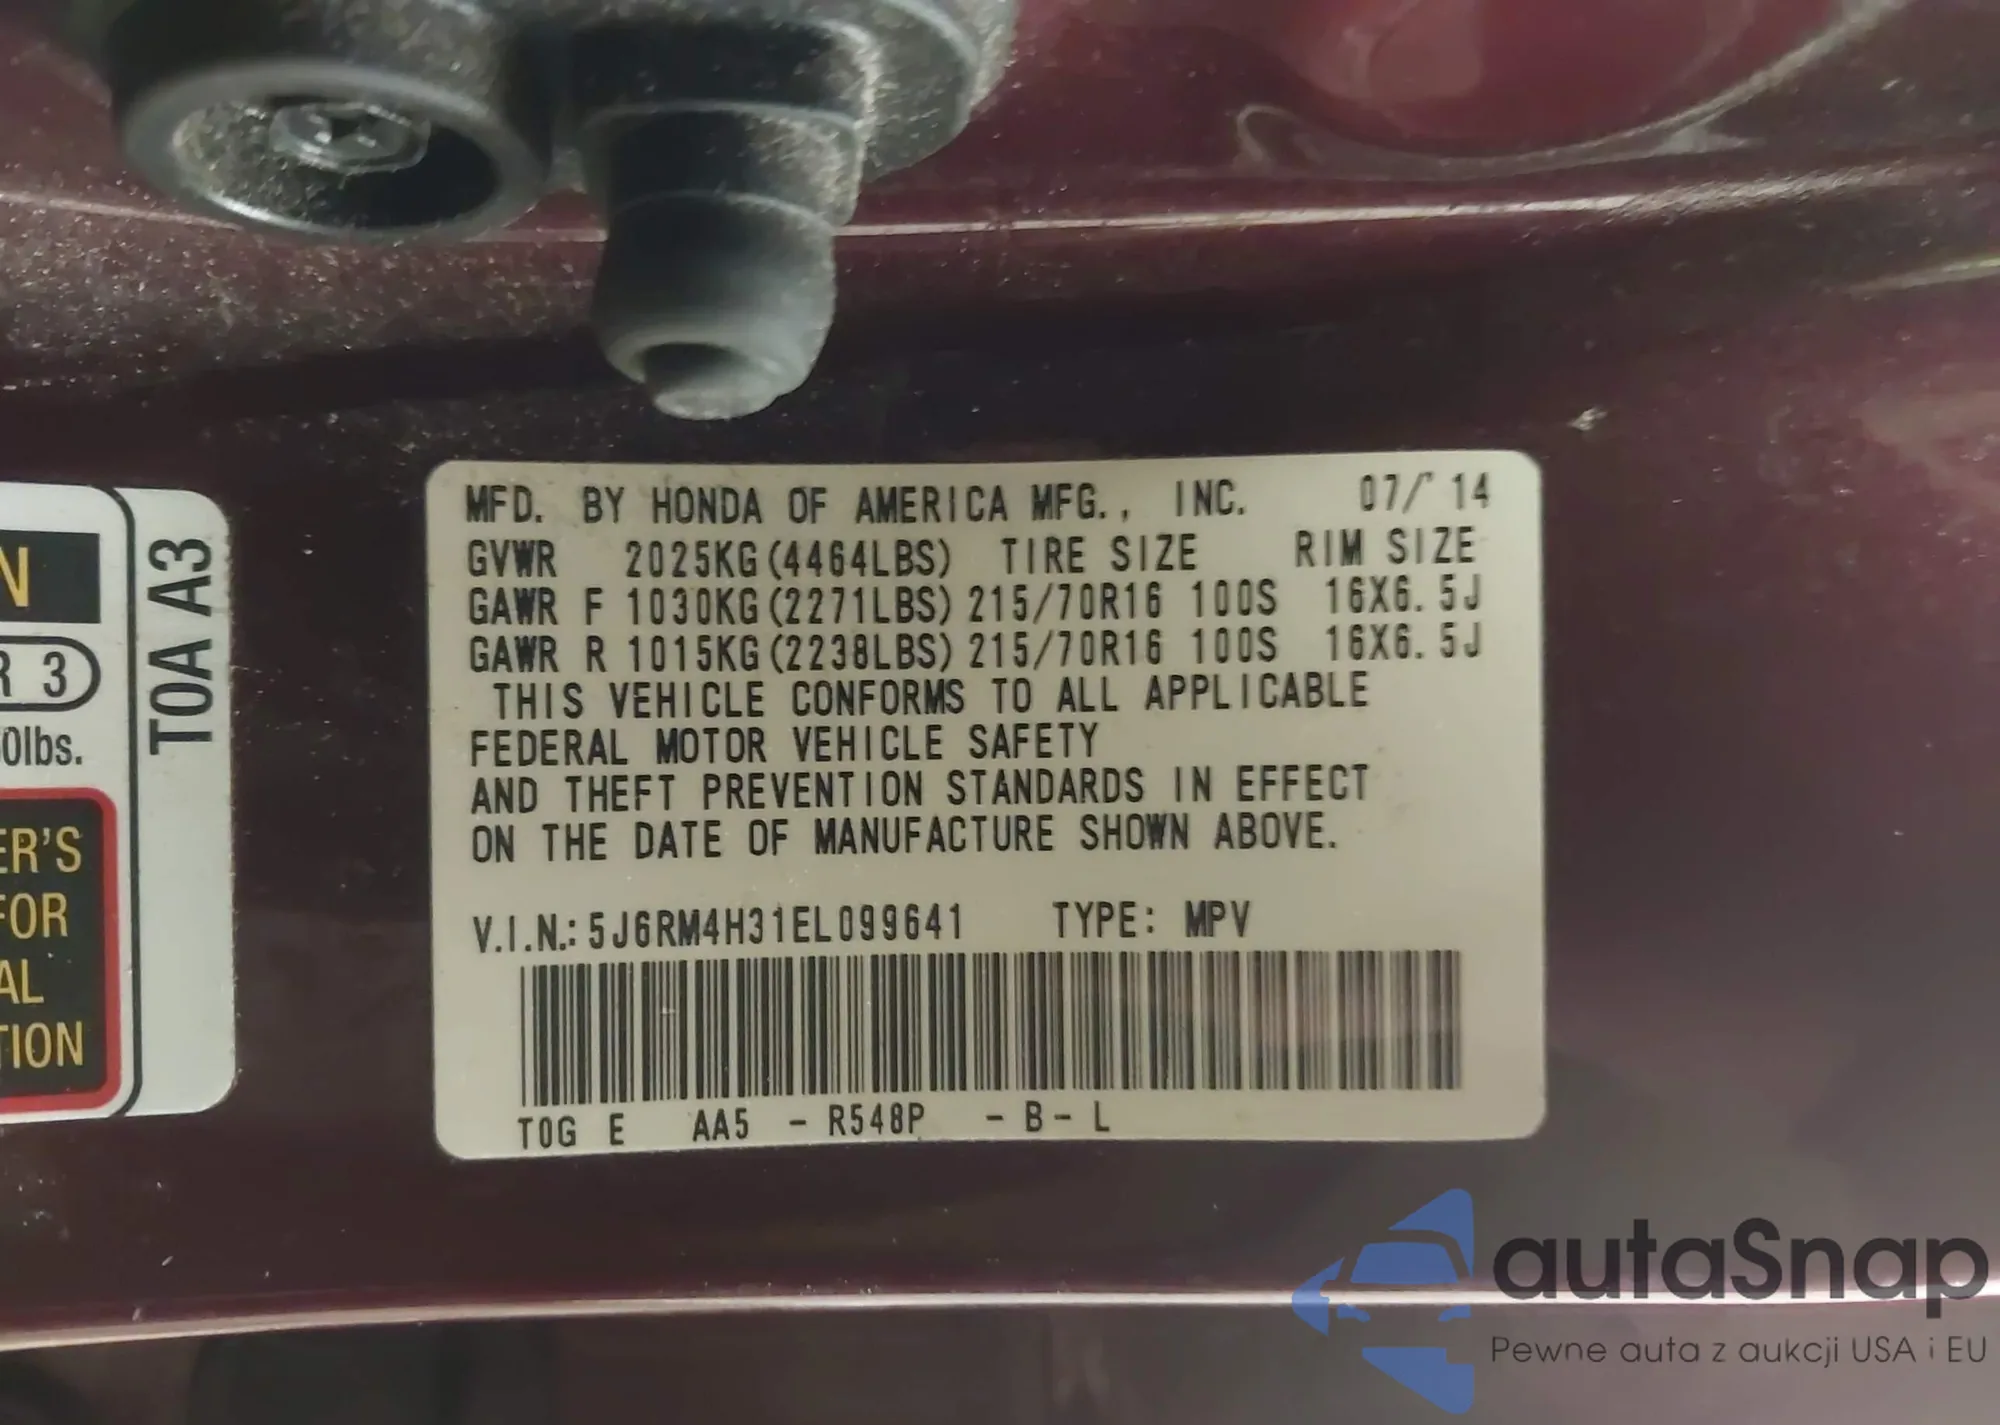 N
R 3
0lbs.
ER'S
FOR
AL
TION
T0A A3
MFD. BY HONDA OF AMERICA MFG., INC. 07/'14
GVWR 2025KG(4464LBS) TIRE SIZE RIM SIZE
GAWR F 1030KG(2271LBS) 215/70R16 100S 16X6.5J
GAWR R 1015KG(2238LBS) 215/70R16 100S 16X6.5J
THIS VEHICLE CONFORMS TO ALL APPLICABLE
FEDERAL MOTOR VEHICLE SAFETY
AND THEFT PREVENTION STANDARDS IN EFFECT
ON THE DATE OF MANUFACTURE SHOWN ABOVE.
V.I.N.: 5J6RM4H31EL099641 TYPE: MPV
T0G E AA5 - R548P - B- L
autaSnap
Pewne auta z aukcji USA i EU